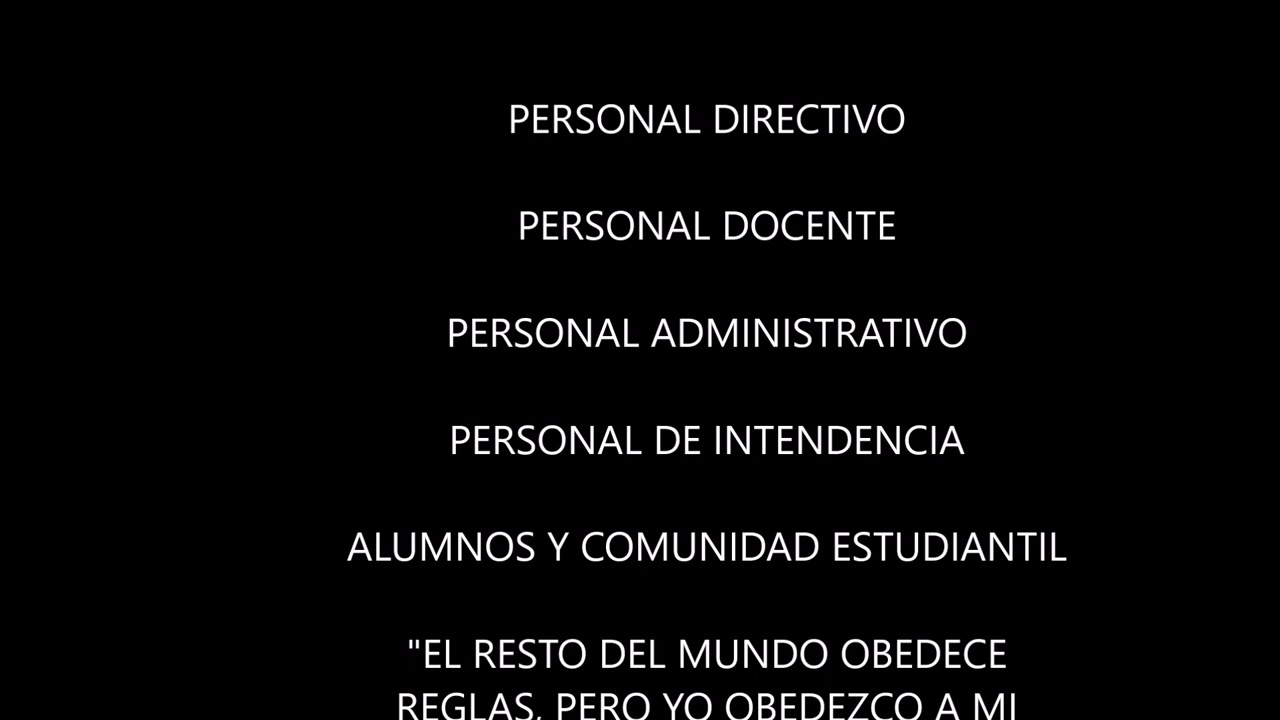 PERSONAL DIRECTIVO
PERSONAL DOCENTE
PERSONAL ADMINISTRATIVO
PERSONAL DE INTENDENCIA
ALUMNOS Y COMUNIDAD ESTUDIANTIL
"EL RESTO DEL MUNDO OBEDECE
REGLAS, PERO YO OBEDEZCO A MI